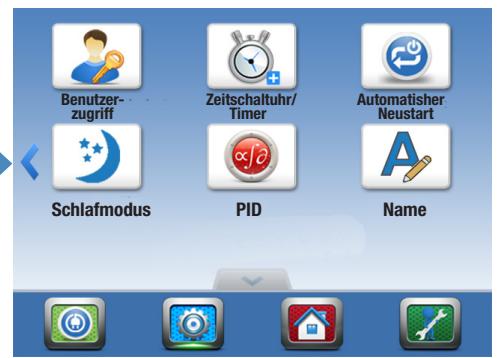 Benutzer-
zugriff
Zeitschaltuhr/
Timer
Automatisher
Neustart
Schlafmodus
PID
Name